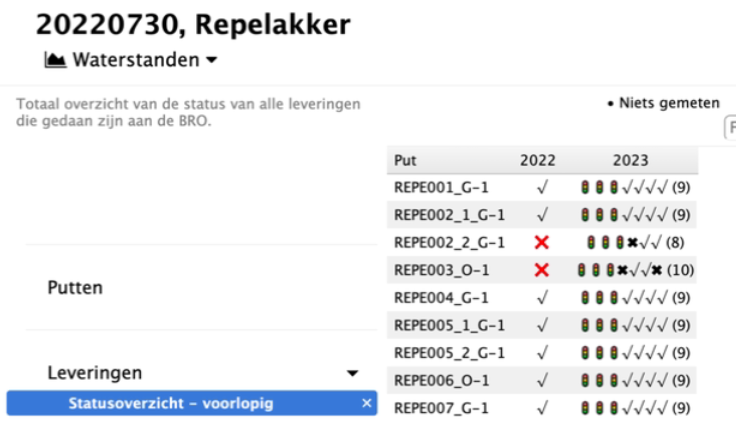 20220730, Repelakker
Waterstanden
Totaal overzicht van de status van alle leveringen
die gedaan zijn aan de BRO.
• Niets gemeten
F
Put 2022 2023
REPE001_G-1 √ 🚦🚦🚦√√√√ (9)
REPE002_1_G-1 √ 🚦🚦🚦√√√√ (9)
REPE002_2_G-1 ❌ 🚦🚦🚦✖√√ (8)
REPE003_O-1 ❌ 🚦🚦🚦✖√√✖ (10)
REPE004_G-1 √ 🚦🚦🚦√√√√ (9)
REPE005_1_G-1 √ 🚦🚦🚦√√√√ (9)
REPE005_2_G-1 √ 🚦🚦🚦√√√√ (9)
REPE006_O-1 √ 🚦🚦🚦√√√√ (9)
REPE007_G-1 √ 🚦🚦🚦√√√√ (9)
Putten
Leveringen
Statusoverzicht – voorlopig ×